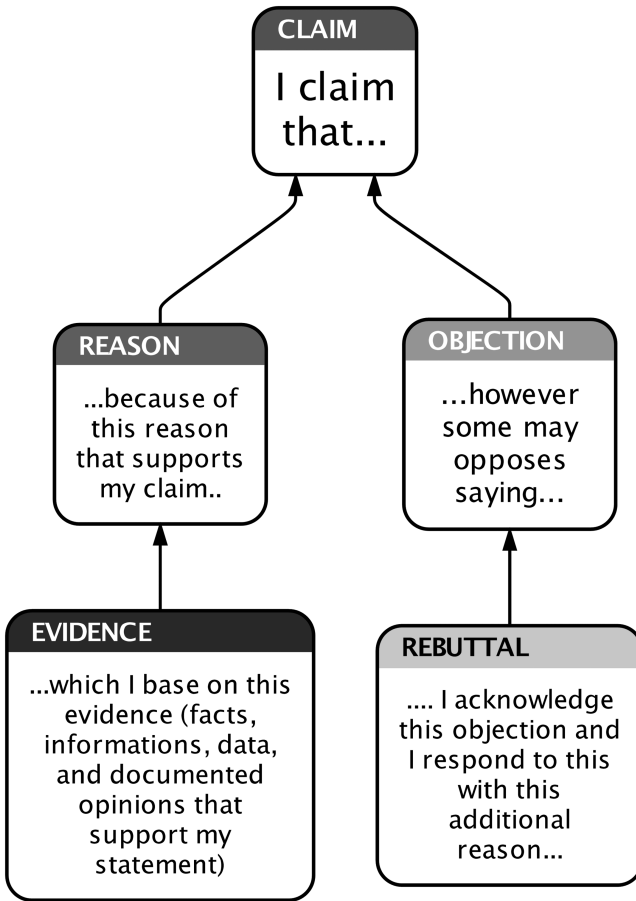 CLAIM
I claim
that...
REASON
...because of
this reason
that supports
my claim..
OBJECTION
...however
some may
opposes
saying...
EVIDENCE
...which I base on this
evidence (facts,
informations, data,
and documented
opinions that
support my
statement)
REBUTTAL
.... I acknowledge
this objection and
I respond to this
with this
additional
reason...